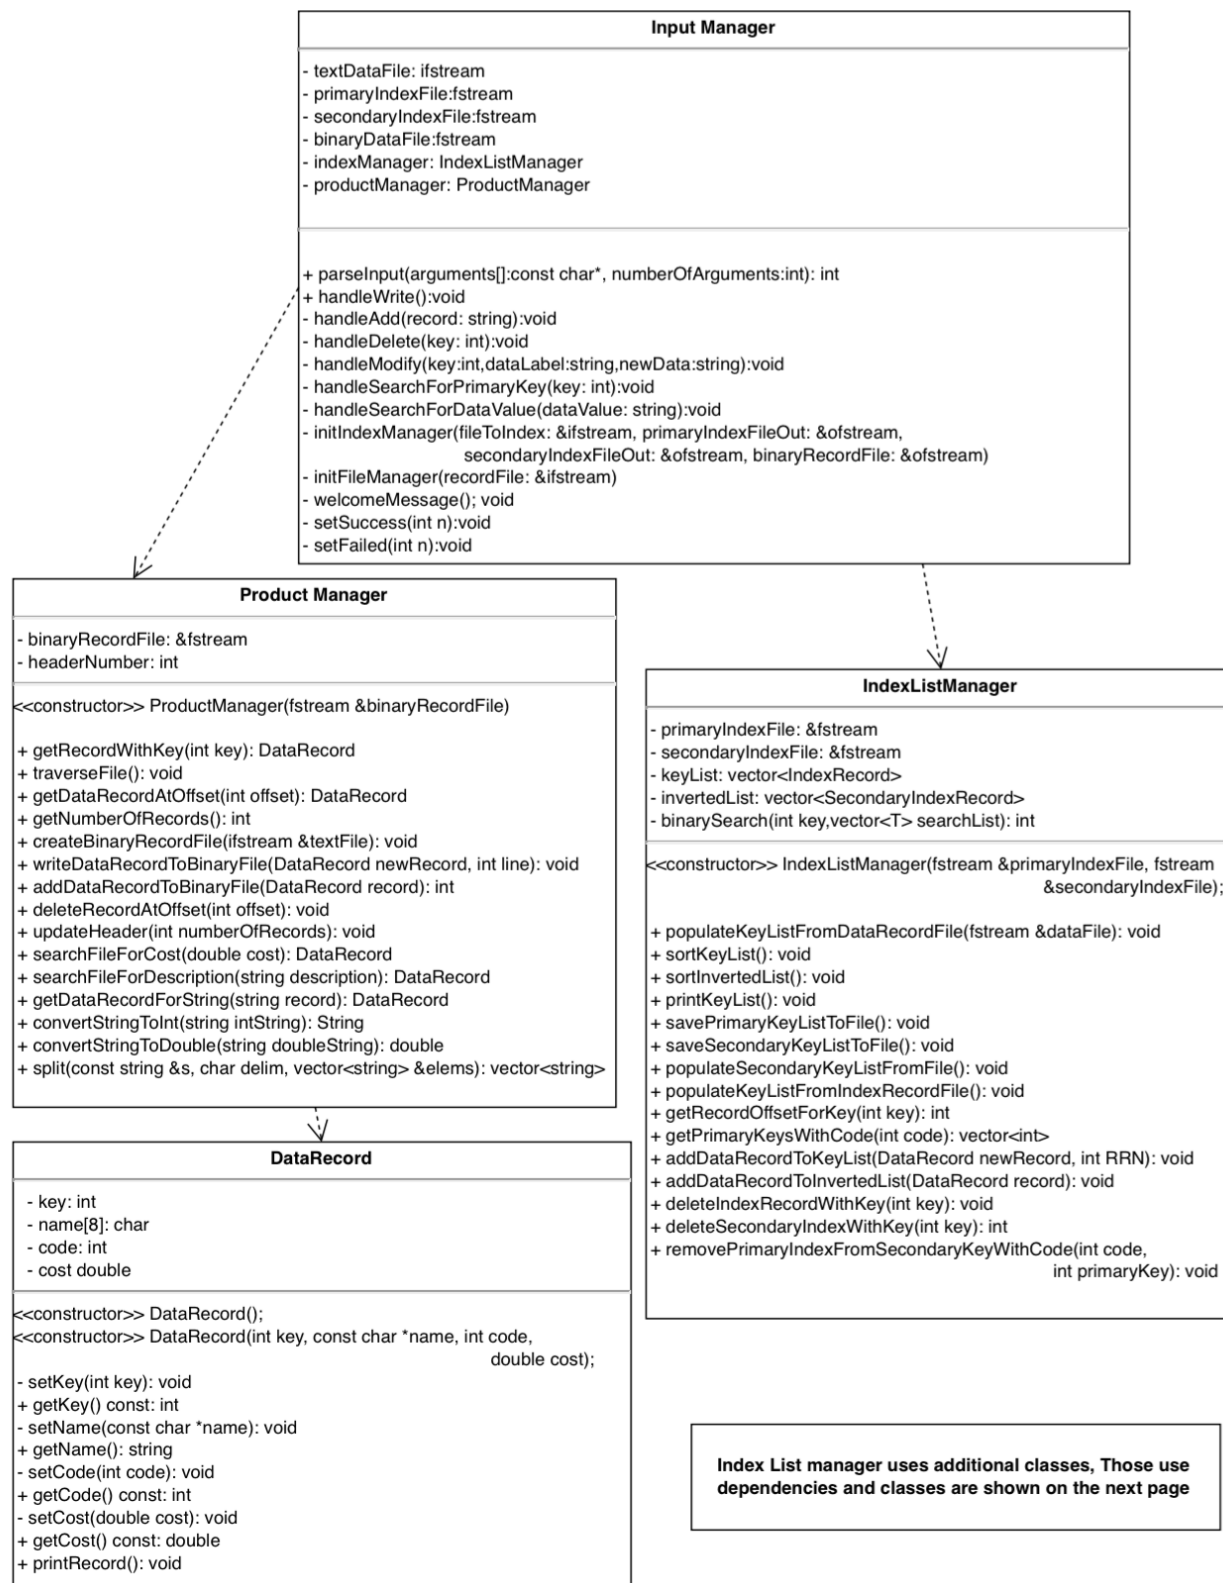 Input Manager
- textDataFile: ifstream
- primaryIndexFile:fstream
- secondaryIndexFile:fstream
- binaryDataFile:fstream
- indexManager: IndexListManager
- productManager: ProductManager
+ parseInput(arguments[]:const char*, numberOfArguments:int): int
+ handleWrite():void
- handleAdd(record: string):void
- handleDelete(key: int):void
- handleModify(key:int,dataLabel:string,newData:string):void
- handleSearchForPrimaryKey(key: int):void
- handleSearchForDataValue(dataValue: string):void
- initIndexManager(fileToIndex: &ifstream, primaryIndexFileOut: &ofstream,
secondaryIndexFileOut: &ofstream, binaryRecordFile: &ofstream)
- initFileManager(recordFile: &ifstream)
- welcomeMessage(); void
- setSuccess(int n):void
- setFailed(int n):void
Product Manager
- binaryRecordFile: &fstream
- headerNumber: int
<<constructor>> ProductManager(fstream &binaryRecordFile)
+ getRecordWithKey(int key): DataRecord
+ traverseFile(): void
+ getDataRecordAtOffset(int offset): DataRecord
+ getNumberOfRecords(): int
+ createBinaryRecordFile(ifstream &textFile): void
+ writeDataRecordToBinaryFile(DataRecord newRecord, int line): void
+ addDataRecordToBinaryFile(DataRecord record): int
+ deleteRecordAtOffset(int offset): void
+ updateHeader(int numberOfRecords): void
+ searchFileForCost(double cost): DataRecord
+ searchFileForDescription(string description): DataRecord
+ getDataRecordForString(string record): DataRecord
+ convertStringToInt(string intString): String
+ convertStringToDouble(string doubleString): double
+ split(const string &s, char delim, vector<string> &elems): vector<string>
IndexListManager
- primaryIndexFile: &fstream
- secondaryIndexFile: &fstream
- keyList: vector<IndexRecord>
- invertedList: vector<SecondaryIndexRecord>
- binarySearch(int key,vector<T> searchList): int
<<constructor>> IndexListManager(fstream &primaryIndexFile, fstream
&secondaryIndexFile);
+ populateKeyListFromDataRecordFile(fstream &dataFile): void
+ sortKeyList(): void
+ sortInvertedList(): void
+ printKeyList(): void
+ savePrimaryKeyListToFile(): void
+ saveSecondaryKeyListToFile(): void
+ populateSecondaryKeyListFromFile(): void
+ populateKeyListFromIndexRecordFile(): void
+ getRecordOffsetForKey(int key): int
+ getPrimaryKeysWithCode(int code): vector<int>
+ addDataRecordToKeyList(DataRecord newRecord, int RRN): void
+ addDataRecordToInvertedList(DataRecord record): void
+ deleteIndexRecordWithKey(int key): void
+ deleteSecondaryIndexWithKey(int key): int
+ removePrimaryIndexFromSecondaryKeyWithCode(int code,
int primaryKey): void
DataRecord
- key: int
- name[8]: char
- code: int
- cost double
<<constructor>> DataRecord();
<<constructor>> DataRecord(int key, const char *name, int code,
double cost);
- setKey(int key): void
+ getKey() const: int
- setName(const char *name): void
+ getName(): string
- setCode(int code): void
+ getCode() const: int
- setCost(double cost): void
+ getCost() const: double
+ printRecord(): void
Index List manager uses additional classes, Those use
dependencies and classes are shown on the next page